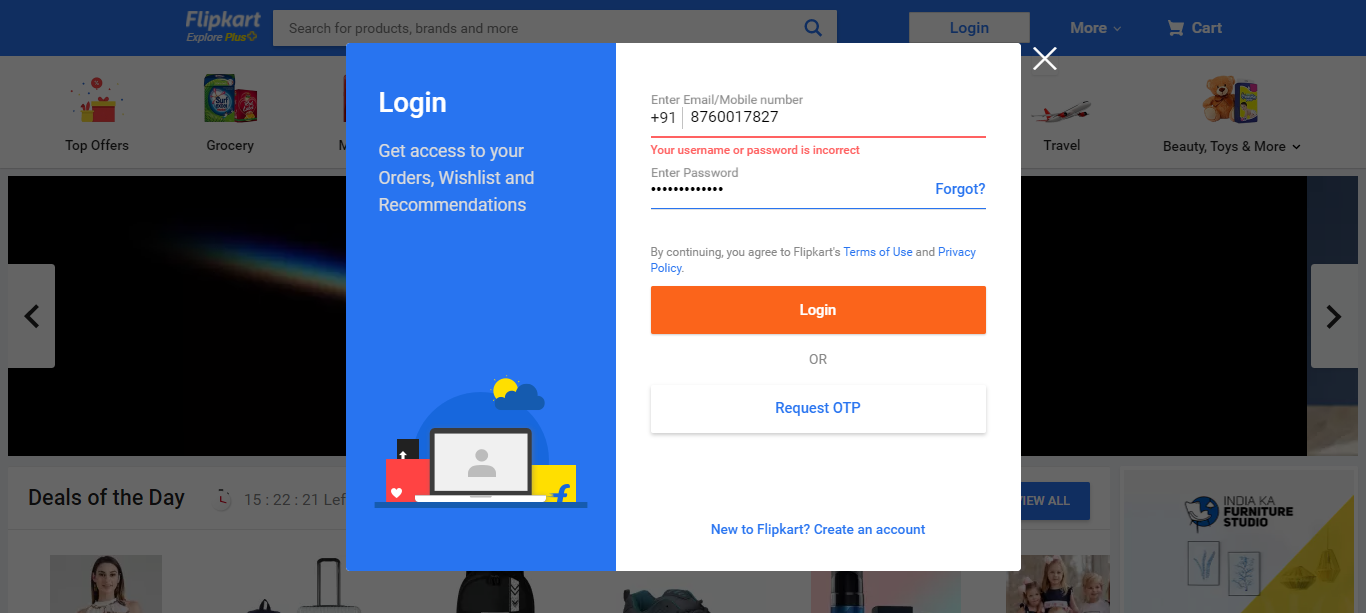 Flipkart
Explore Plus
Search for products, brands and more
Login
More
Cart
Top Offers
Grocery
M
Travel
Beauty, Toys & More
Login
Get access to your
Orders, Wishlist and
Recommendations
Enter Email/Mobile number
+91 8760017827
Your username or password is incorrect
Enter Password
•••••••••••••
Forgot?
By continuing, you agree to Flipkart's Terms of Use and Privacy
Policy.
Login
OR
Request OTP
New to Flipkart? Create an account
Deals of the Day
15 : 22 : 21 Lef
VIEW ALL
INDIA KA
FURNITURE
STUDIO